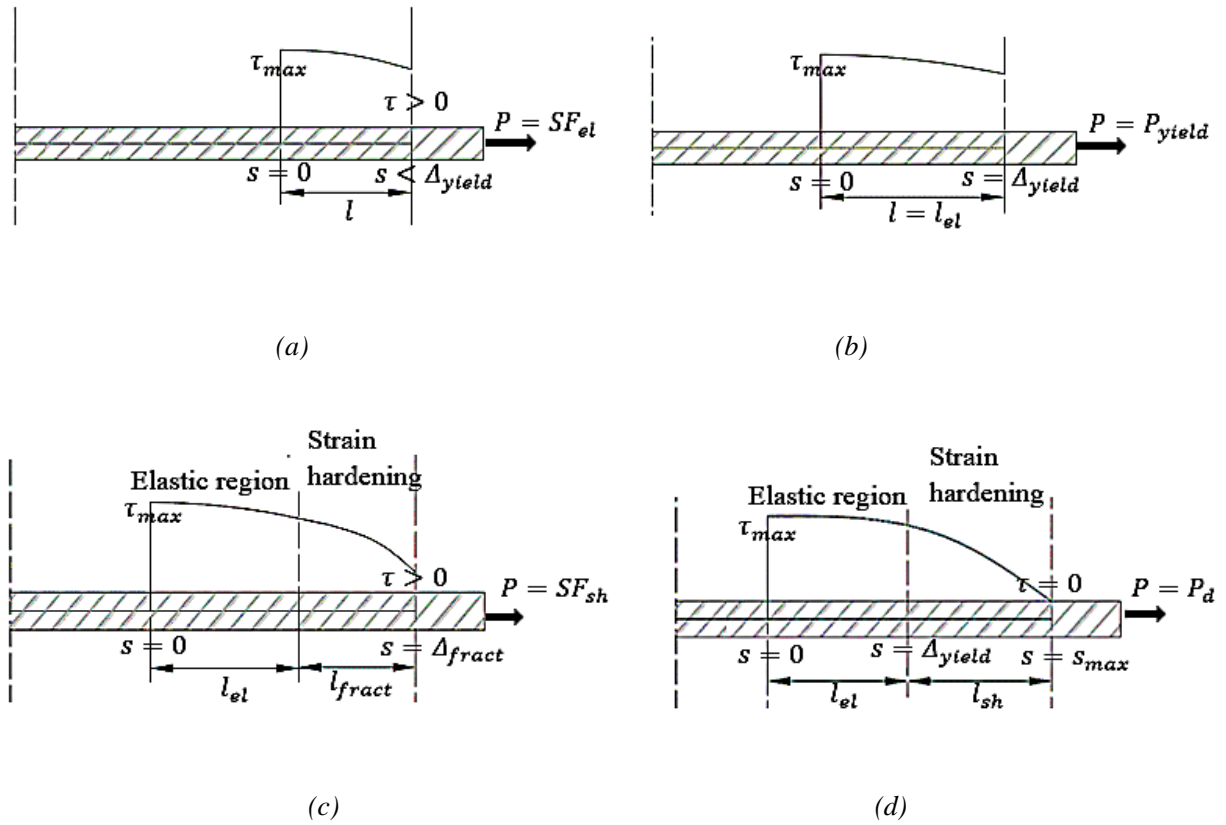 τ_max
τ > 0
P = SF_el
s = 0
s < Δ_yield
l
(a)
τ_max
P = P_yield
s = 0
s = Δ_yield
l = l_el
(b)
Strain
Elastic region
hardening
τ_max
τ > 0
P = SF_sh
s = 0
s = Δ_fract
l_el
l_fract
(c)
Strain
Elastic region
hardening
τ_max
τ = 0
P = P_d
s = 0
s = Δ_yield
s = s_max
l_el
l_sh
(d)